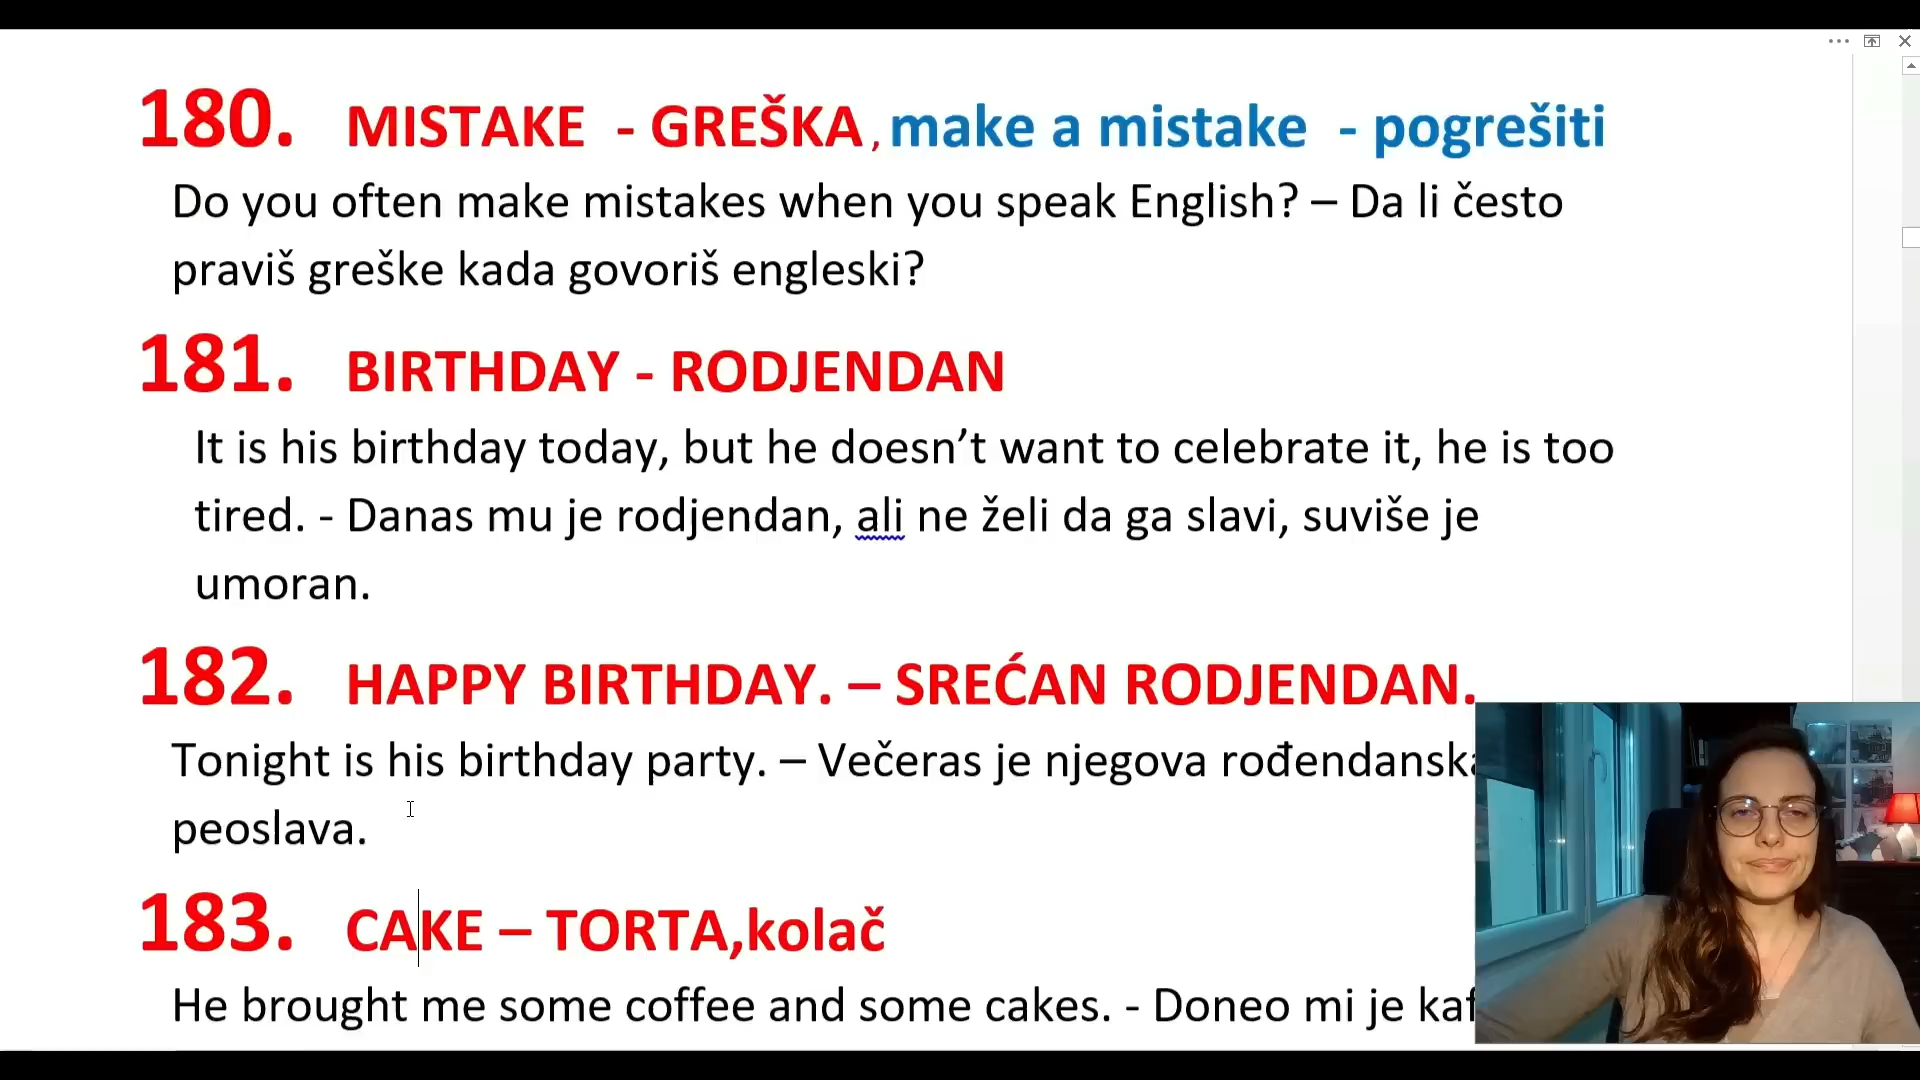 180. MISTAKE - GREŠKA, make a mistake - pogrešiti
Do you often make mistakes when you speak English? – Da li često
praviš greške kada govoriš engleski?
181. BIRTHDAY - RODJENDAN
It is his birthday today, but he doesn’t want to celebrate it, he is too
tired. - Danas mu je rodjendan, ali ne želi da ga slavi, suviše je
umoran.
182. HAPPY BIRTHDAY. – SREĆAN RODJENDAN.
Tonight is his birthday party. – Večeras je njegova
peoslava.
183. CAKE – TORTA,kolač
He brought me some coffee and some cakes. - Doneo mi je